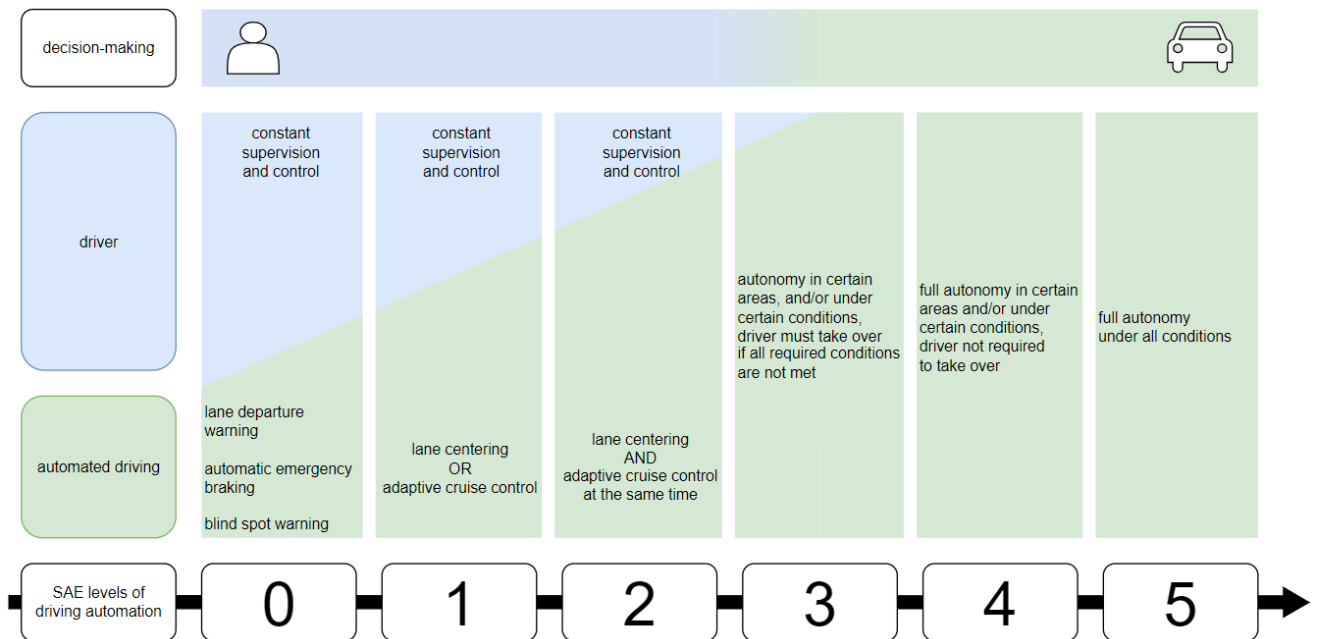 decision-making
driver
constant
supervision
and control
constant
supervision
and control
constant
supervision
and control
autonomy in certain
areas, and/or under
certain conditions,
driver must take over
if all required conditions
are not met
full autonomy in certain
areas and/or under
certain conditions,
driver not required
to take over
full autonomy
under all conditions
automated driving
lane departure
warning
automatic emergency
braking
blind spot warning
lane centering
OR
adaptive cruise control
lane centering
AND
adaptive cruise control
at the same time
SAE levels of
driving automation
0
1
2
3
4
5